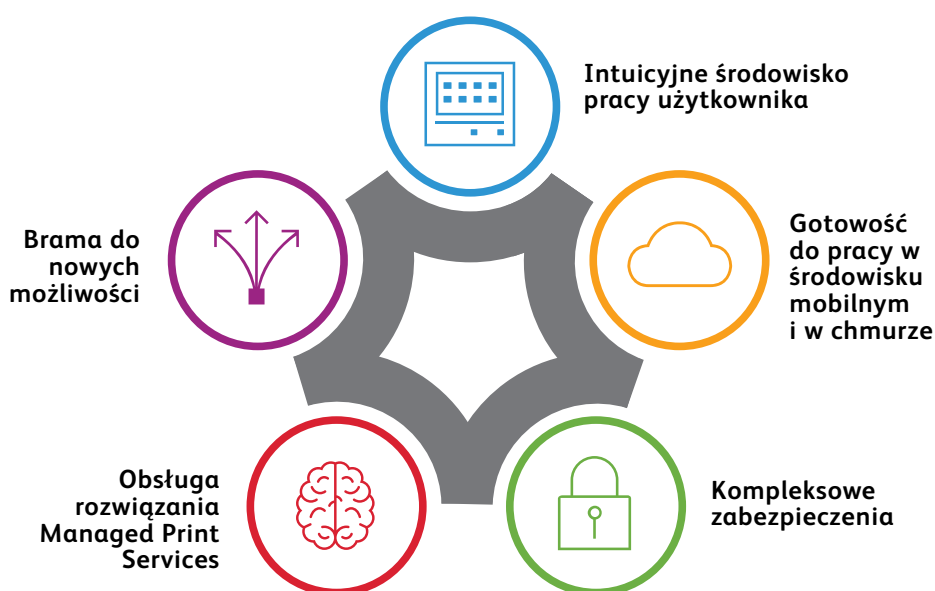 Intuicyjne środowisko
pracy użytkownika
Gotowość
do pracy w
środowisku
mobilnym
i w chmurze
Kompleksowe
zabezpieczenia
Obsługa
rozwiązania
Managed Print
Services
Brama do
nowych
możliwości